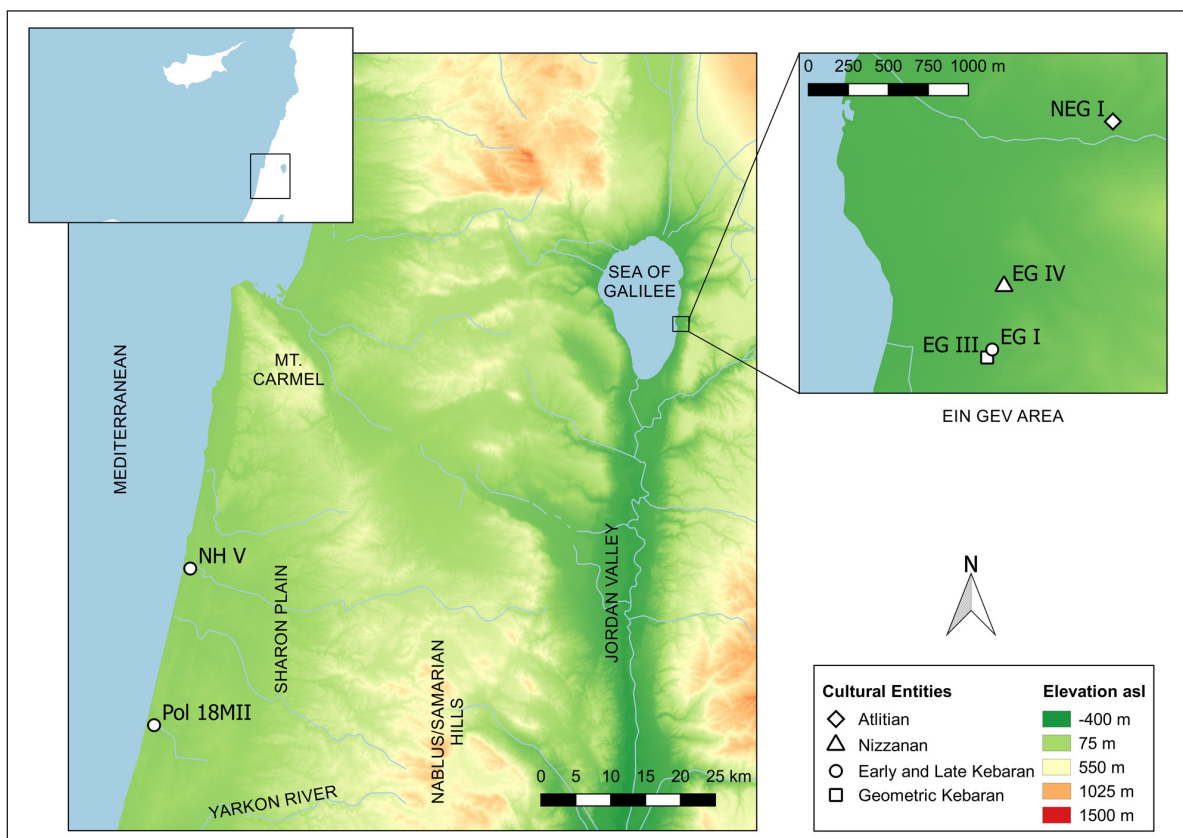 0 250 500 750 1000 m
NEG I
EG IV
EG I
EG III
EIN GEV AREA
SEA OF
GALILEE
MT.
CARMEL
MEDITERRANEAN
NH V
SHARON PLAIN
JORDAN VALLEY
Pol 18MII
NABLUS/SAMARIAN
HILLS
YARKON RIVER
0 5 10 15 20 25 km
N
Cultural Entities
Atlitian
Nizzanan
Early and Late Kebaran
Geometric Kebaran
Elevation asl
-400 m
75 m
550 m
1025 m
1500 m